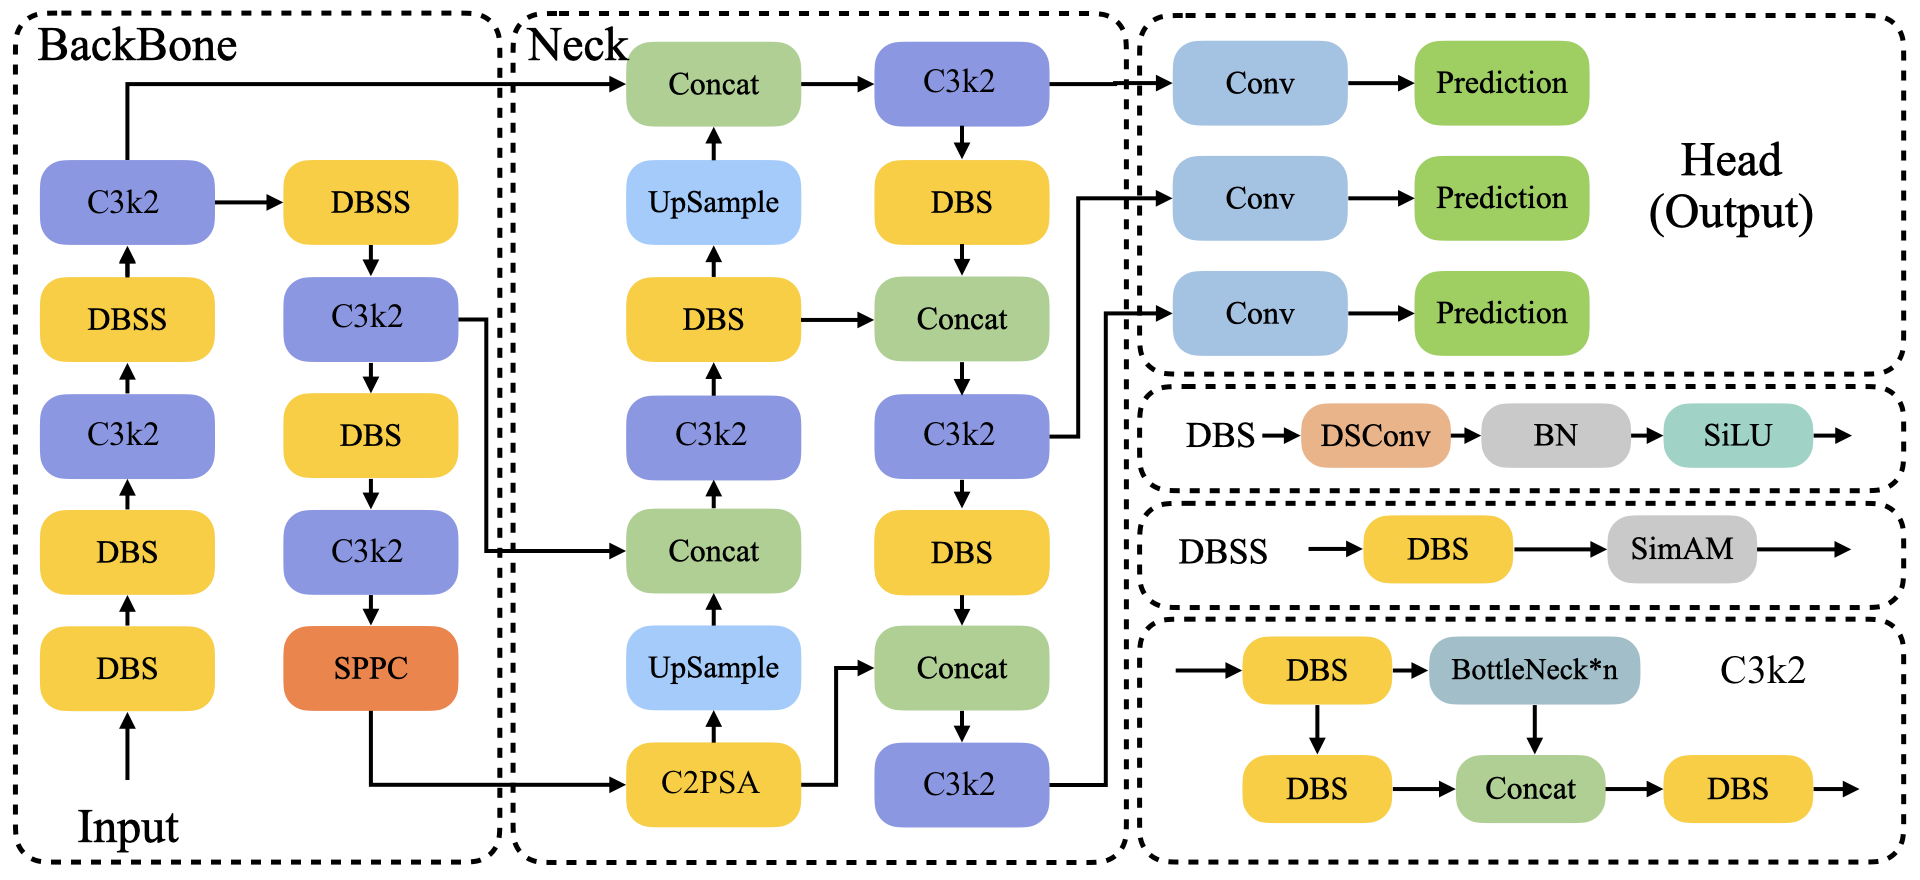 BackBone
C3k2
DBSS
DBSS
C3k2
C3k2
DBS
DBS
C3k2
DBS
SPPC
Input
Neck
Concat
C3k2
UpSample
DBS
DBS
Concat
C3k2
C3k2
Concat
DBS
UpSample
Concat
C2PSA
C3k2
Conv
Prediction
Conv
Prediction
Conv
Prediction
Head
(Output)
DBS
DSConv
BN
SiLU
DBSS
DBS
SimAM
DBS
BottleNeck*n
C3k2
DBS
Concat
DBS